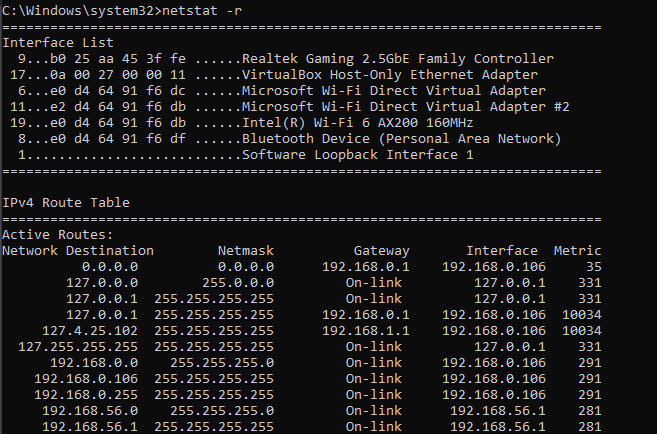 C:\Windows\system32>netstat -r
===========================================================================
Interface List
  9...b0 25 aa 45 3f fe ......Realtek Gaming 2.5GbE Family Controller
 17...0a 00 27 00 00 11 ......VirtualBox Host-Only Ethernet Adapter
  6...e0 d4 64 91 f6 dc ......Microsoft Wi-Fi Direct Virtual Adapter
 11...e2 d4 64 91 f6 db ......Microsoft Wi-Fi Direct Virtual Adapter #2
 19...e0 d4 64 91 f6 db ......Intel(R) Wi-Fi 6 AX200 160MHz
  8...e0 d4 64 91 f6 df ......Bluetooth Device (Personal Area Network)
  1...........................Software Loopback Interface 1
===========================================================================
IPv4 Route Table
===========================================================================
Active Routes:
Network Destination        Netmask          Gateway       Interface  Metric
          0.0.0.0          0.0.0.0      192.168.0.1    192.168.0.106     35
        127.0.0.0        255.0.0.0         On-link         127.0.0.1    331
        127.0.0.1  255.255.255.255         On-link         127.0.0.1    331
        127.0.0.1  255.255.255.255      192.168.0.1    192.168.0.106  10034
     127.4.25.102  255.255.255.255      192.168.1.1    192.168.0.106  10034
  127.255.255.255  255.255.255.255         On-link         127.0.0.1    331
      192.168.0.0    255.255.255.0         On-link     192.168.0.106    291
    192.168.0.106  255.255.255.255         On-link     192.168.0.106    291
    192.168.0.255  255.255.255.255         On-link     192.168.0.106    291
     192.168.56.0    255.255.255.0         On-link      192.168.56.1    281
     192.168.56.1  255.255.255.255         On-link      192.168.56.1    281